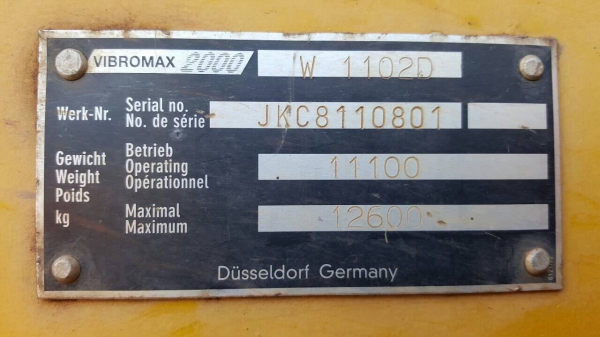 VIBROMAX 2000 W 1102D
Werk-Nr. Serial no. No. de série JKC8110801
Gewicht Weight Poids kg
Betrieb Operating Opérationnel 11100
Maximal Maximum 12600
Düsseldorf Germany